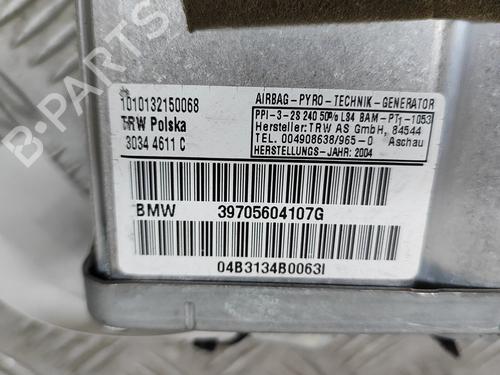 B-PARTS
1010132150068
TRW Polska
3034 4611 C
AIRBAG-PYRO-TECHNIK-GENERATOR
PPI-3-2S 240 50% L34 BAM-PT1-1053
Hersteller:TRW AS GmbH, 84544
TEL. 004908638/965-0 Aschau
HERSTELLUNGS-JAHR: 2004
BMW 39705604107G
04B3134B0063I